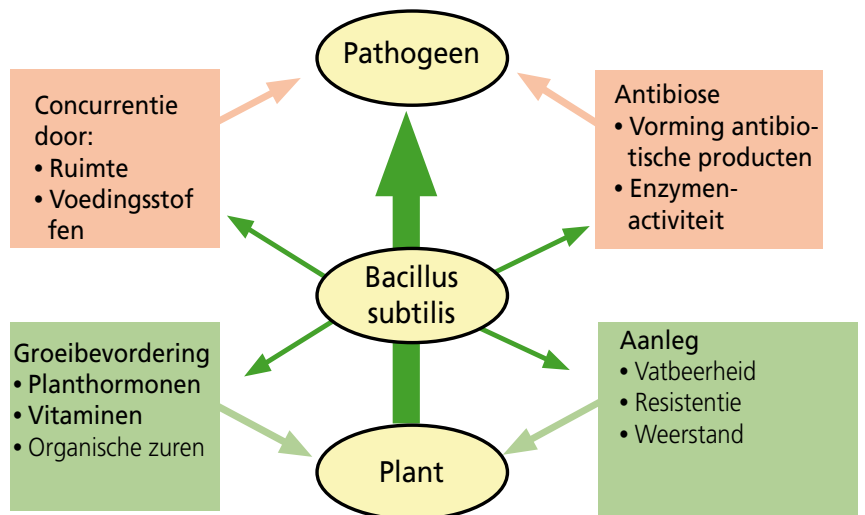 Pathogeen
Concurrentie
door:
• Ruimte
• Voedingsstof
fen
Antibiose
• Vorming antibio-
tische producten
• Enzymen-
activiteit
Bacillus
subtilis
Groeibevordering
• Planthormonen
• Vitaminen
• Organische zuren
Aanleg
• Vatbeerheid
• Resistentie
• Weerstand
Plant